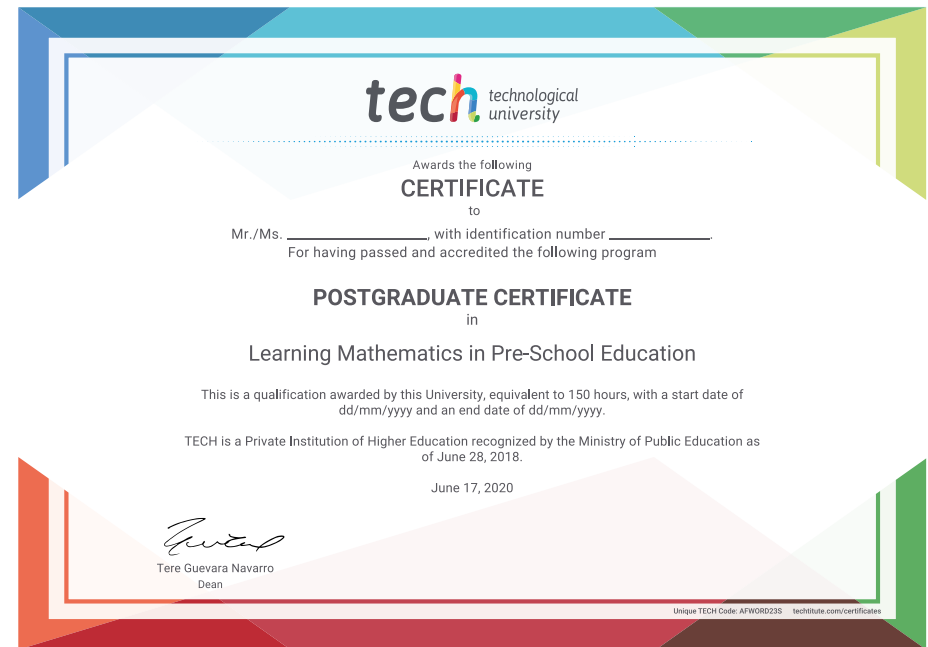 tech technological
university
Awards the following
CERTIFICATE
to
Mr./Ms. ____________________, with identification number ______________.
For having passed and accredited the following program
POSTGRADUATE CERTIFICATE
in
Learning Mathematics in Pre-School Education
This is a qualification awarded by this University, equivalent to 150 hours, with a start date of
dd/mm/yyyy and an end date of dd/mm/yyyy.
TECH is a Private Institution of Higher Education recognized by the Ministry of Public Education as
of June 28, 2018.
June 17, 2020
Tere Guevara Navarro
Dean
Unique TECH Code: AFWORD23S techtitute.com/certificates